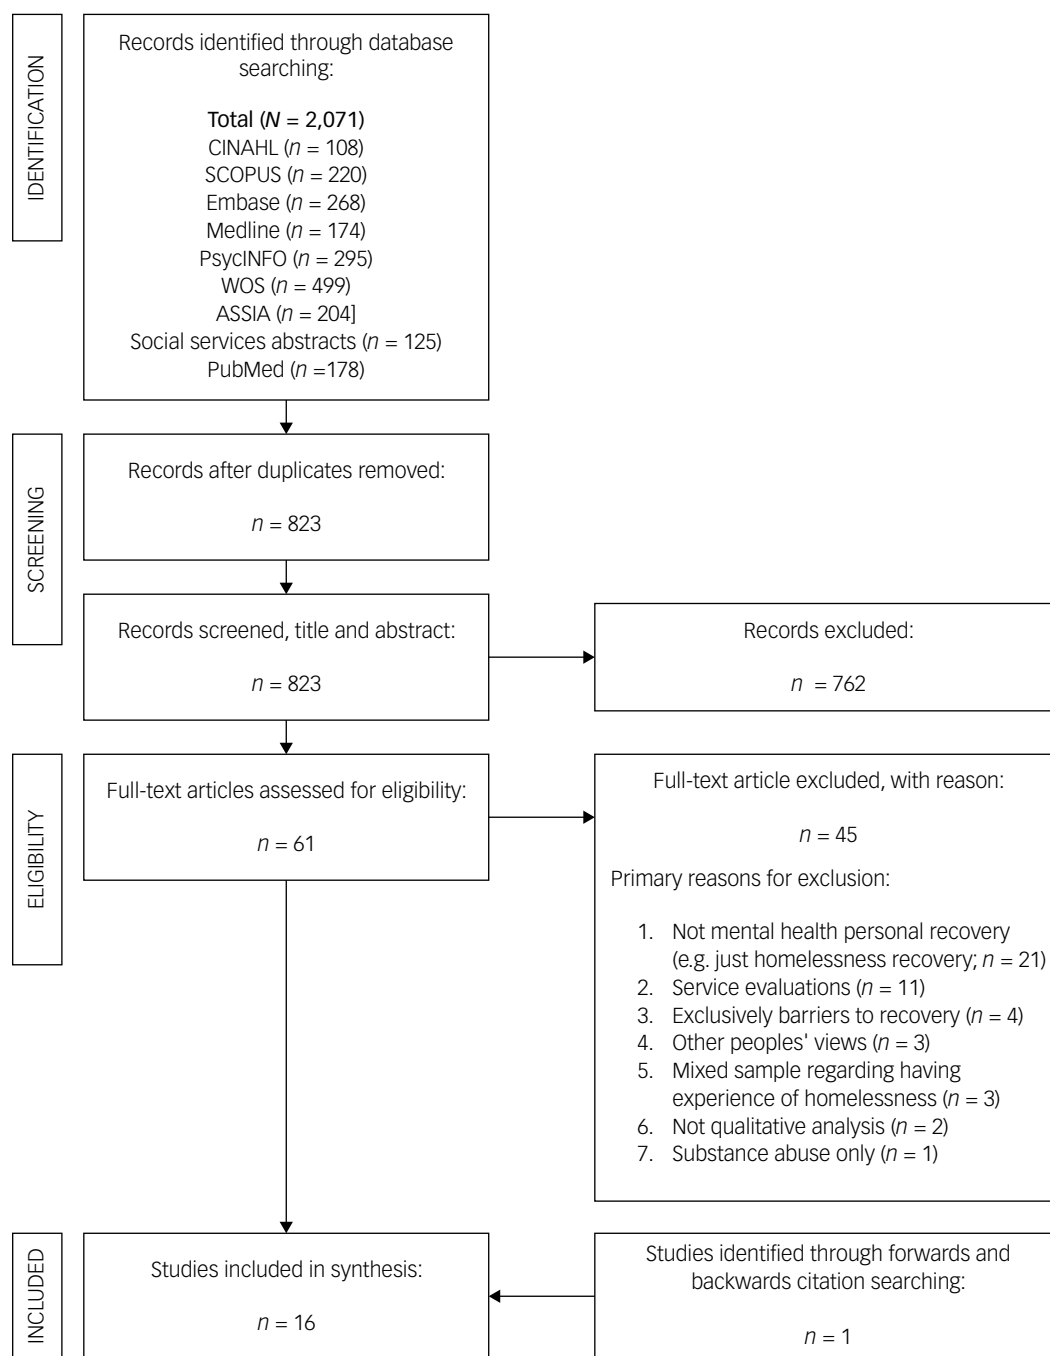 IDENTIFICATION
Records identified through database
searching:
Total (N = 2,071)
CINAHL (n = 108)
SCOPUS (n = 220)
Embase (n = 268)
Medline (n = 174)
PsycINFO (n = 295)
WOS (n = 499)
ASSIA (n = 204]
Social services abstracts (n = 125)
PubMed (n =178)
SCREENING
Records after duplicates removed:
n = 823
Records screened, title and abstract:
n = 823
Records excluded:
n = 762
ELIGIBILITY
Full-text articles assessed for eligibility:
n = 61
Full-text article excluded, with reason:
n = 45
Primary reasons for exclusion:
1. Not mental health personal recovery
(e.g. just homelessness recovery; n = 21)
2. Service evaluations (n = 11)
3. Exclusively barriers to recovery (n = 4)
4. Other peoples' views (n = 3)
5. Mixed sample regarding having
experience of homelessness (n = 3)
6. Not qualitative analysis (n = 2)
7. Substance abuse only (n = 1)
INCLUDED
Studies included in synthesis:
n = 16
Studies identified through forwards and
backwards citation searching:
n = 1